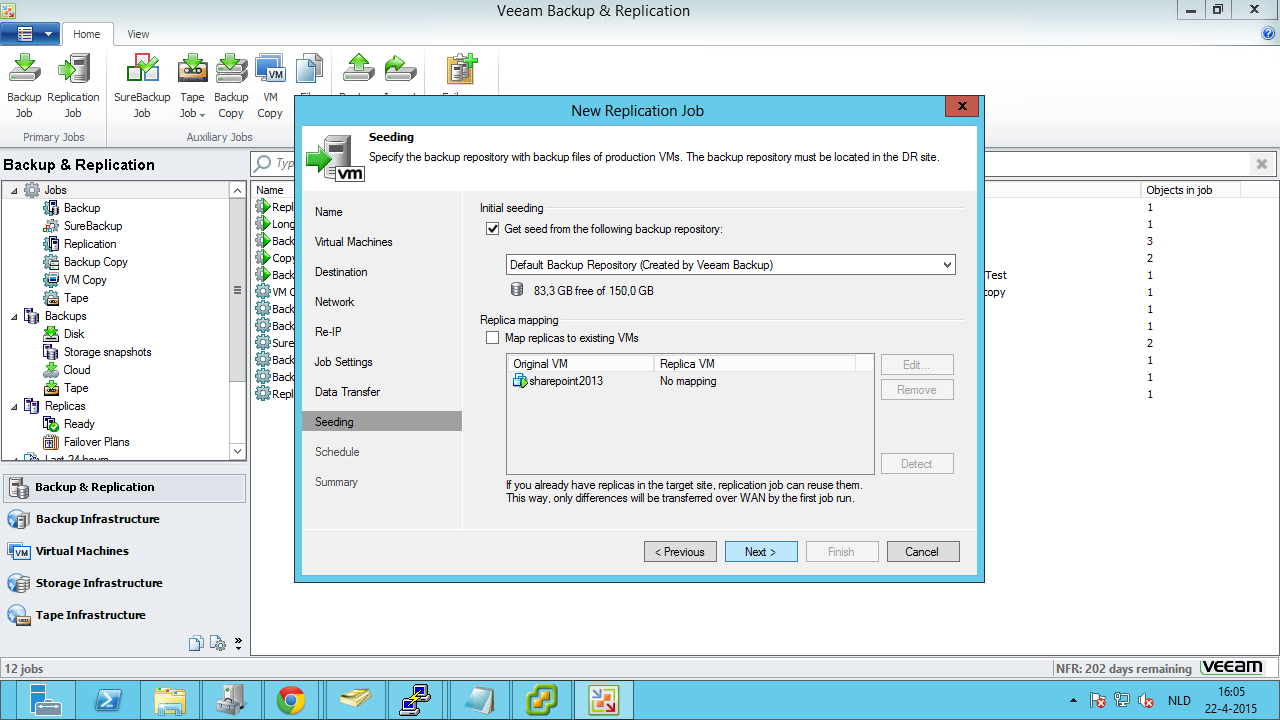 Veeam Backup & Replication
Home
View
Backup
Job
Replication
Job
SureBackup
Job
Tape
Job
Backup
Copy
VM
Copy
Primary Jobs
Auxiliary Jobs
Backup & Replication
Jobs
Backup
SureBackup
Replication
Backup Copy
VM Copy
Tape
Backups
Disk
Storage snapshots
Cloud
Tape
Replicas
Ready
Failover Plans
Last 24 hours
Backup & Replication
Backup Infrastructure
Virtual Machines
Storage Infrastructure
Tape Infrastructure
Name
Objects in job
Repl
1
Long
1
Back
3
Copy
2
Back
Test
1
VM C
copy
1
Back
1
Back
1
Sure
2
Back
1
Back
1
Repl
1
New Replication Job
Seeding
Specify the backup repository with backup files of production VMs. The backup repository must be located in the DR site.
vm
Name
Virtual Machines
Destination
Network
Re-IP
Job Settings
Data Transfer
Seeding
Schedule
Summary
Initial seeding
Get seed from the following backup repository:
Default Backup Repository (Created by Veeam Backup)
83,3 GB free of 150,0 GB
Replica mapping
Map replicas to existing VMs
Original VM
Replica VM
sharepoint2013
No mapping
Edit...
Remove
Detect
If you already have replicas in the target site, replication job can reuse them.
This way, only differences will be transferred over WAN by the first job run.
< Previous
Next >
Finish
Cancel
12 jobs
NFR: 202 days remaining
veeam
NLD
16:05
22-4-2015